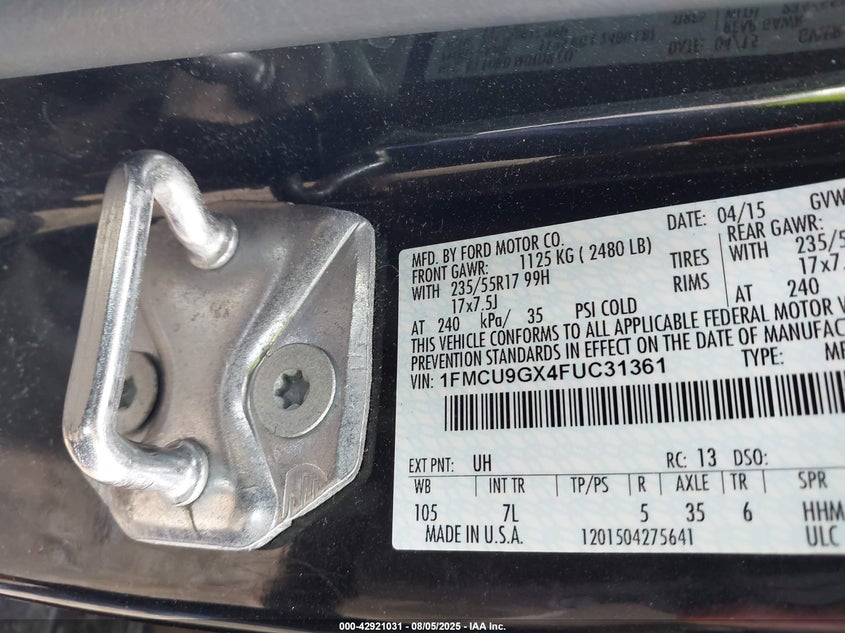 DATE: 04/15 GVW
MFD. BY FORD MOTOR CO. REAR GAWR:
FRONT GAWR: 1125 KG ( 2480 LB)
WITH 235/55R17 99H TIRES WITH 235/5
17x7.5J RIMS 17x7.
AT 240 kPa/ 35 PSI COLD AT 240
THIS VEHICLE CONFORMS TO ALL APPLICABLE FEDERAL MOTOR V
PREVENTION STANDARDS IN EFFECT ON THE DATE OF MANUFAC
VIN: 1FMCU9GX4FUC31361 TYPE: MP
EXT PNT: UH RC: 13 DSO:
WB INT TR TP/PS R AXLE TR SPR
105 7L 5 35 6 HHM
MADE IN U.S.A. 1201504275641 ULC
000-42921031 - 08/05/2025 - IAA Inc.